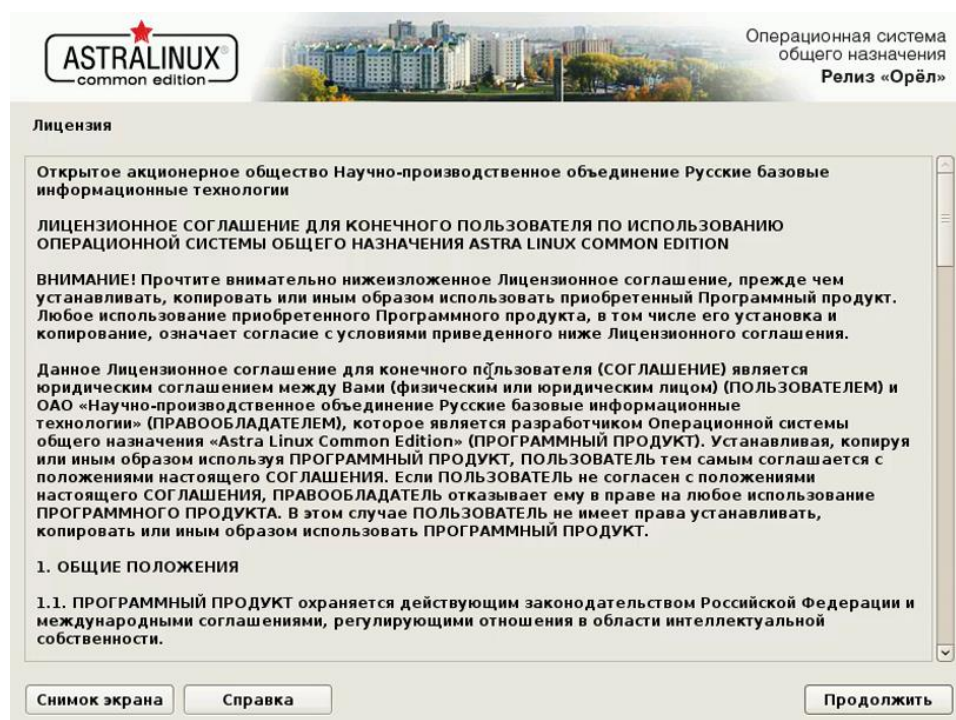 ASTRALINUX®
common edition
Операционная система
общего назначения
Релиз «Орёл»
Лицензия
Открытое акционерное общество Научно-производственное объединение Русские базовые
информационные технологии
ЛИЦЕНЗИОННОЕ СОГЛАШЕНИЕ ДЛЯ КОНЕЧНОГО ПОЛЬЗОВАТЕЛЯ ПО ИСПОЛЬЗОВАНИЮ
ОПЕРАЦИОННОЙ СИСТЕМЫ ОБЩЕГО НАЗНАЧЕНИЯ ASTRA LINUX COMMON EDITION
ВНИМАНИЕ! Прочтите внимательно нижеизложенное Лицензионное соглашение, прежде чем
устанавливать, копировать или иным образом использовать приобретенный Программный продукт.
Любое использование приобретенного Программного продукта, в том числе его установка и
копирование, означает согласие с условиями приведенного ниже Лицензионного соглашения.
Данное Лицензионное соглашение для конечного пользователя (СОГЛАШЕНИЕ) является
юридическим соглашением между Вами (физическим или юридическим лицом) (ПОЛЬЗОВАТЕЛЕМ) и
ОАО «Научно-производственное объединение Русские базовые информационные
технологии» (ПРАВООБЛАДАТЕЛЕМ), которое является разработчиком Операционной системы
общего назначения «Astra Linux Common Edition» (ПРОГРАММНЫЙ ПРОДУКТ). Устанавливая, копируя
или иным образом используя ПРОГРАММНЫЙ ПРОДУКТ, ПОЛЬЗОВАТЕЛЬ тем самым соглашается с
положениями настоящего СОГЛАШЕНИЯ. Если ПОЛЬЗОВАТЕЛЬ не согласен с положениями
настоящего СОГЛАШЕНИЯ, ПРАВООБЛАДАТЕЛЬ отказывает ему в праве на любое использование
ПРОГРАММНОГО ПРОДУКТА. В этом случае ПОЛЬЗОВАТЕЛЬ не имеет права устанавливать,
копировать или иным образом использовать ПРОГРАММНЫЙ ПРОДУКТ.
1. ОБЩИЕ ПОЛОЖЕНИЯ
1.1. ПРОГРАММНЫЙ ПРОДУКТ охраняется действующим законодательством Российской Федерации и
международными соглашениями, регулирующими отношения в области интеллектуальной
собственности.
Снимок экрана
Справка
Продолжить